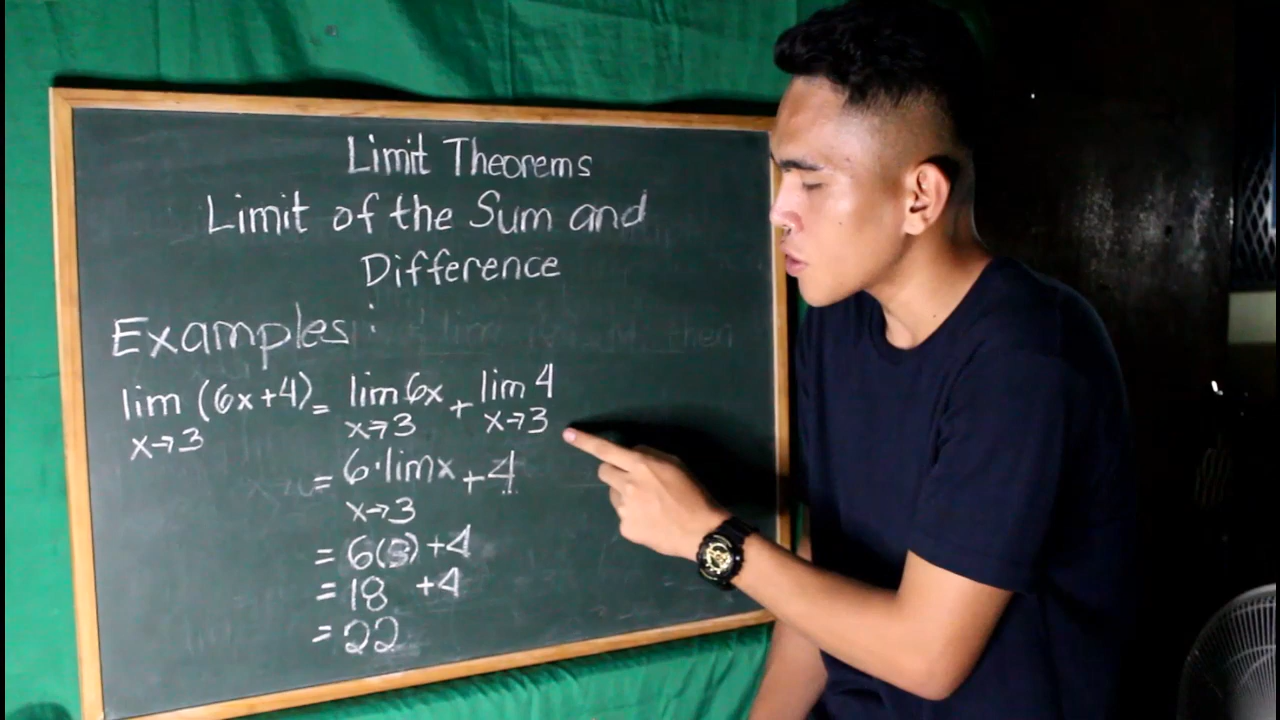 Limit Theorems
Limit of the Sum and
Difference
Examples:
lim (6x+4) = lim 6x + lim 4
x→3 x→3 x→3
= 6·lim x + 4
x→3
= 6(3) +4
= 18 +4
= 22